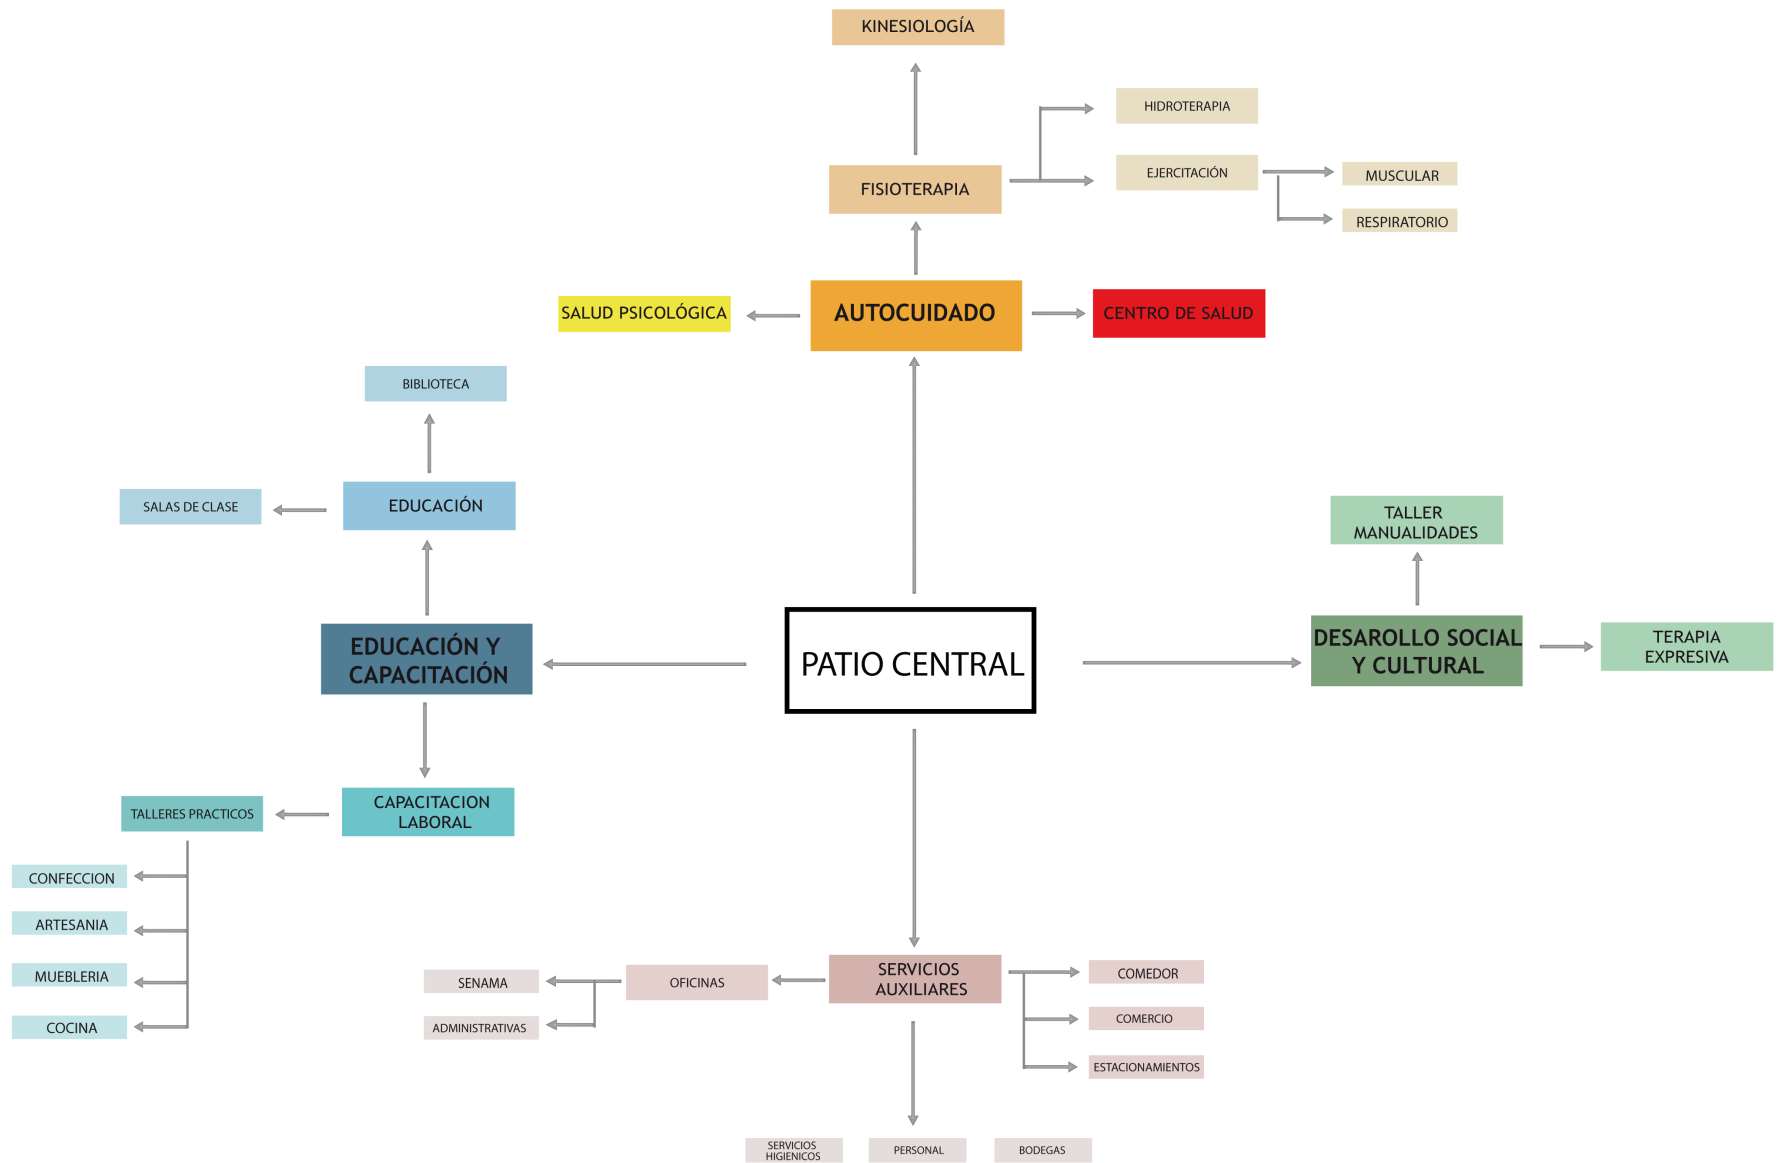 KINESIOLOGÍA
HIDROTERAPIA
FISIOTERAPIA
EJERCITACIÓN
MUSCULAR
RESPIRATORIO
SALUD PSICOLÓGICA
AUTOCUIDADO
CENTRO DE SALUD
BIBLIOTECA
SALAS DE CLASE
EDUCACIÓN
TALLER
MANUALIDADES
EDUCACIÓN Y
CAPACITACIÓN
PATIO CENTRAL
DESAROLLO SOCIAL
Y CULTURAL
TERAPIA
EXPRESIVA
TALLERES PRACTICOS
CAPACITACION
LABORAL
CONFECCION
ARTESANIA
MUEBLERIA
COCINA
SENAMA
ADMINISTRATIVAS
OFICINAS
SERVICIOS
AUXILIARES
COMEDOR
COMERCIO
ESTACIONAMIENTOS
SERVICIOS
HIGIENICOS
PERSONAL
BODEGAS